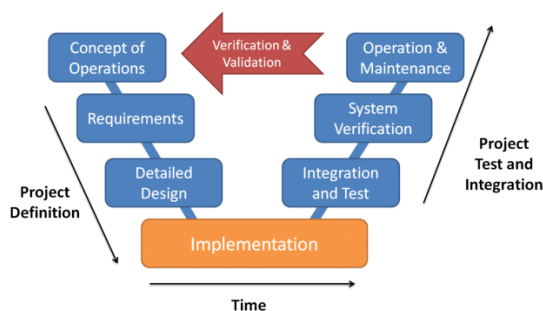 Concept of
Operations
Verification &
Validation
Operation &
Maintenance
Requirements
System
Verification
Project
Test and
Integration
Detailed
Design
Integration
and Test
Project
Definition
Implementation
Time